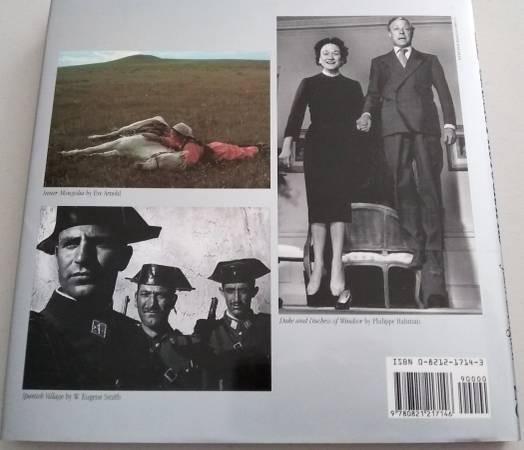 Inner Mongolia by Eve Arnold
Duke and Duchess of Windsor by Philippe Halsman
Spanish Village by W. Eugene Smith
ISBN 0-8212-1714-3
90000
9 780821 217146